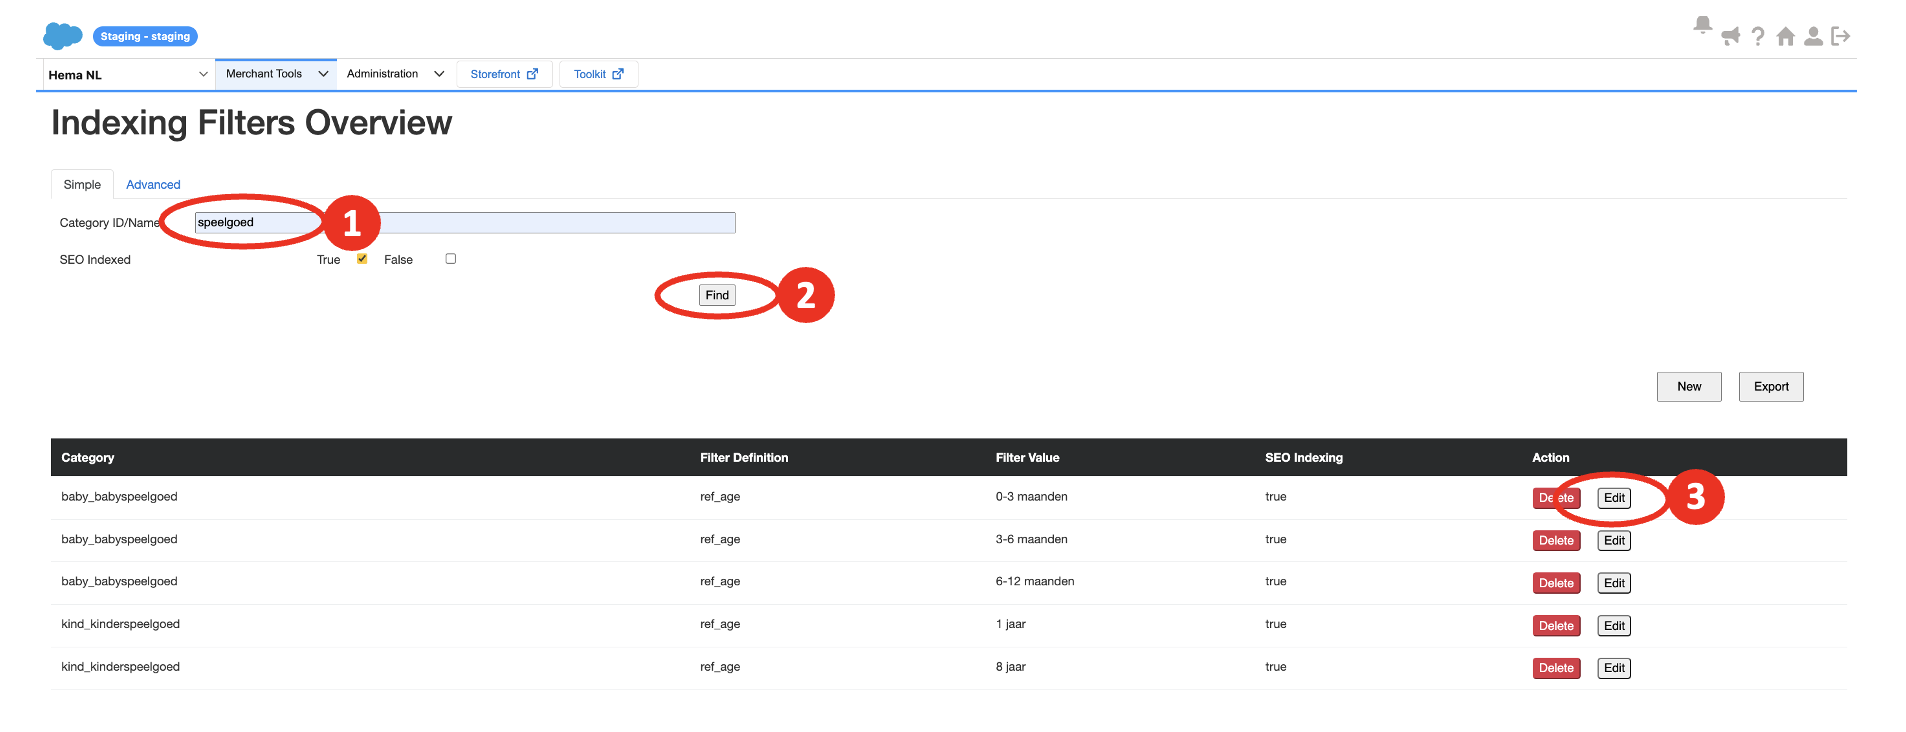 Staging - staging
Hema NL Merchant Tools Administration Storefront Toolkit
Indexing Filters Overview
Simple Advanced
Category ID/Name speelgoed 1
SEO Indexed True False
Find 2
New Export
Category Filter Definition Filter Value SEO Indexing Action
baby_babyspeelgoed ref_age 0-3 maanden true Delete Edit 3
baby_babyspeelgoed ref_age 3-6 maanden true Delete Edit
baby_babyspeelgoed ref_age 6-12 maanden true Delete Edit
kind_kinderspeelgoed ref_age 1 jaar true Delete Edit
kind_kinderspeelgoed ref_age 8 jaar true Delete Edit